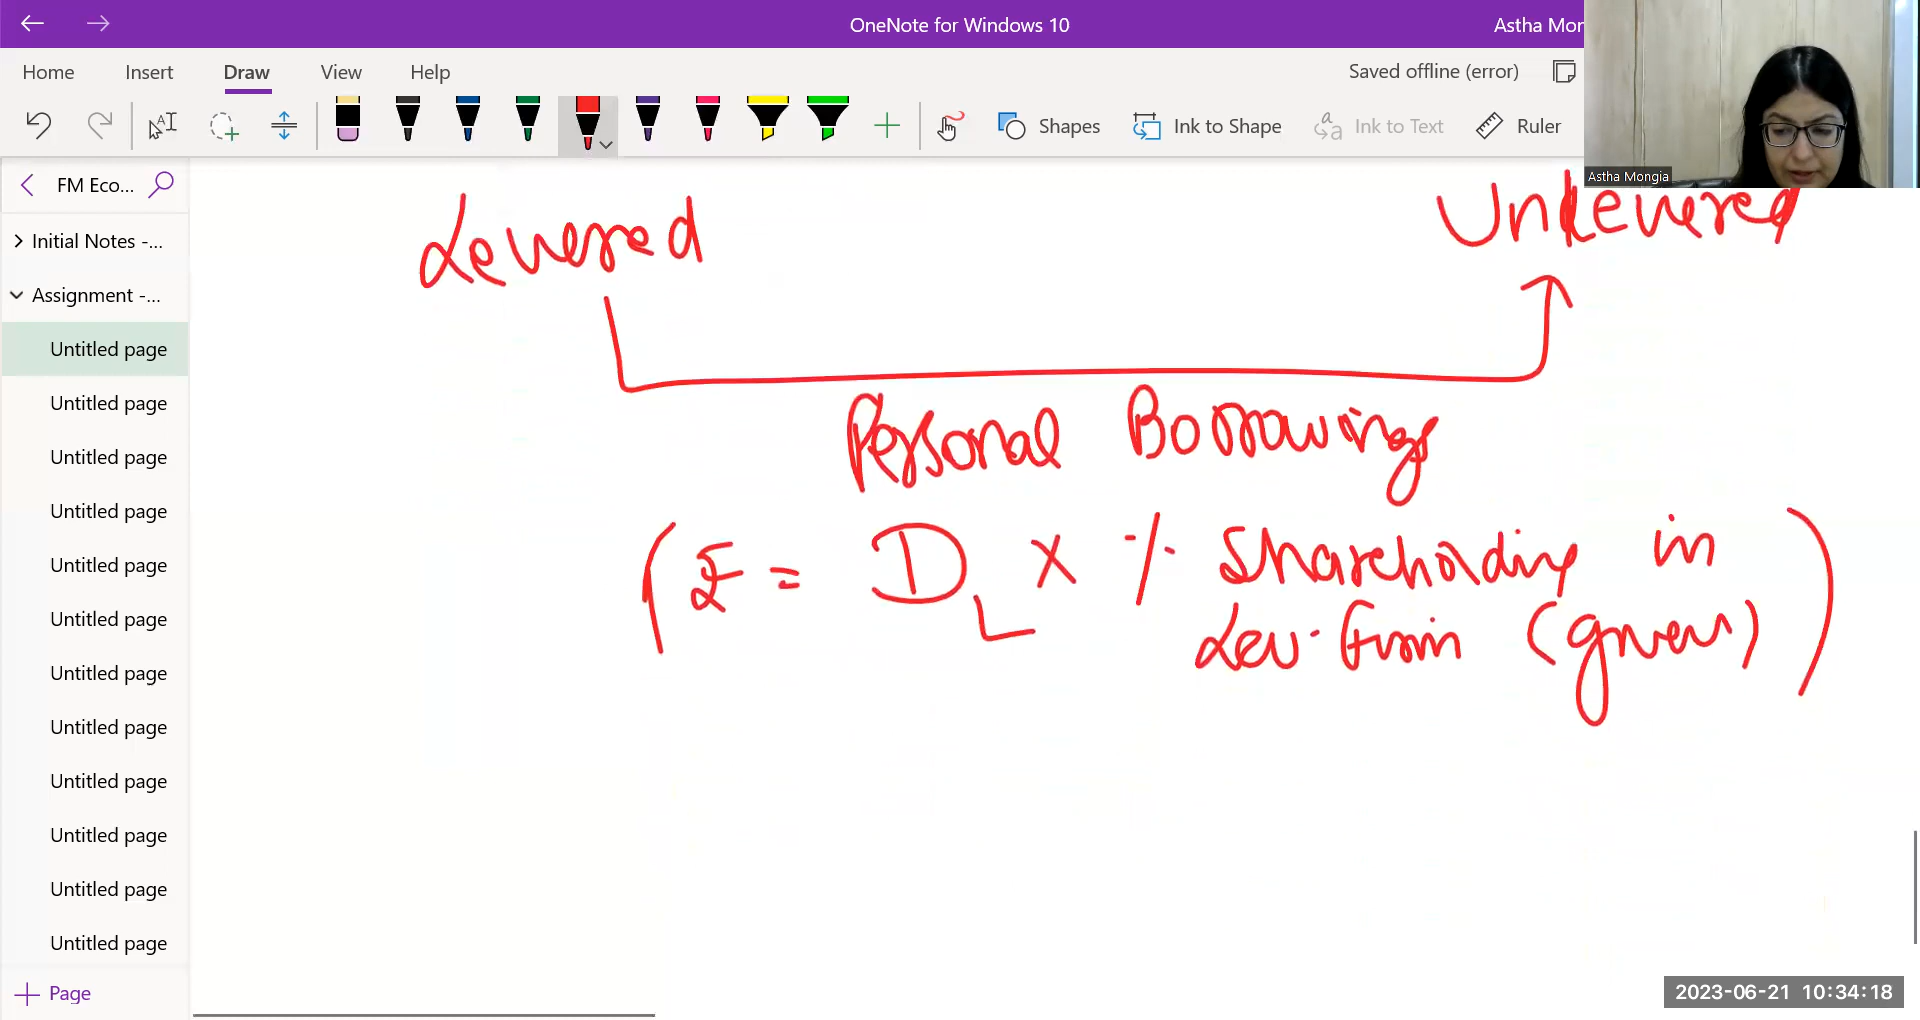 OneNote for Windows 10
Astha Mon
Home Insert Draw View Help
Saved offline (error)
Shapes Ink to Shape Ink to Text Ruler
Astha Mongia
FM Eco...
Initial Notes -...
Assignment -...
Untitled page
Untitled page
Untitled page
Untitled page
Untitled page
Untitled page
Untitled page
Untitled page
Untitled page
Untitled page
Untitled page
Untitled page
Page
Levered Unlevered
Personal Borrowings
( = D_L X % Shareholding in
Lev. Firm (given) )
2023-06-21 10:34:18